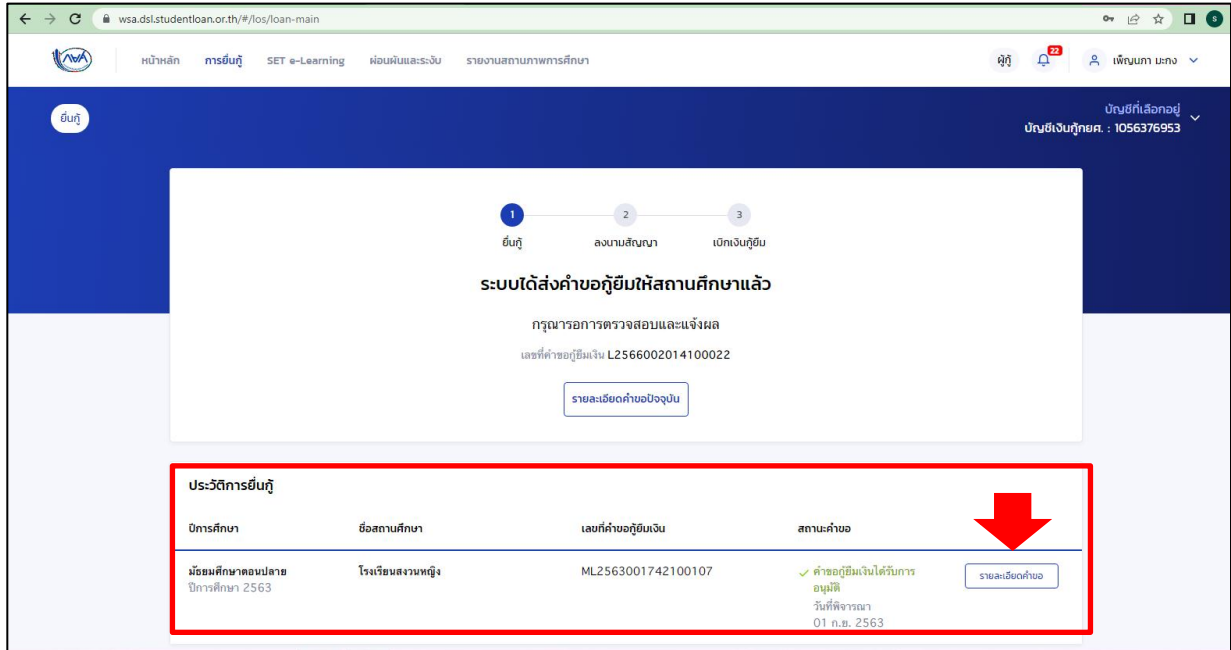 wsa.dsl.studentloan.or.th/#/los/loan-main
S
กยศ
หน้าหลัก การยื่นกู้ SET e-Learning ผ่อนผันและระงับ รายงานสถานภาพการศึกษา
ผู้กู้ 22 เพ็ญนภา มะกง
ยื่นกู้
บัญชีที่เลือกอยู่
บัญชีเงินกู้กยศ. : 1056376953
1 2 3
ยื่นกู้ ลงนามสัญญา เบิกเงินกู้ยืม
ระบบได้ส่งคำขอกู้ยืมให้สถานศึกษาแล้ว
กรุณารอการตรวจสอบและแจ้งผล
เลขที่คำขอกู้ยืมเงิน L2566002014100022
รายละเอียดคำขอปัจจุบัน
ประวัติการยื่นกู้
ปีการศึกษา ชื่อสถานศึกษา เลขที่คำขอกู้ยืมเงิน สถานะคำขอ
มัธยมศึกษาตอนปลาย โรงเรียนสงวนหญิง ML2563001742100107 คำขอกู้ยืมเงินได้รับการ รายละเอียดคำขอ
ปีการศึกษา 2563 อนุมัติ
วันที่พิจารณา
01 ก.ย. 2563